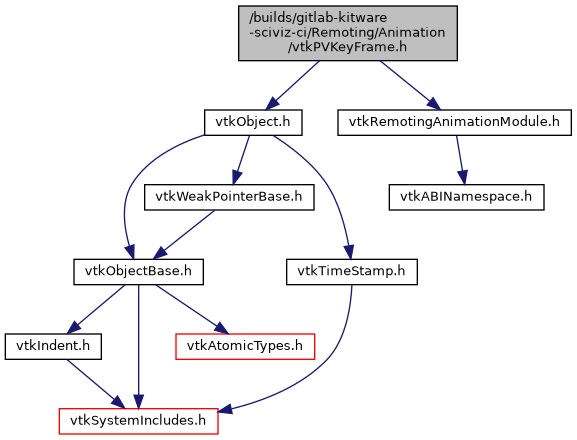 /builds/gitlab-kitware
-sciviz-ci/Remoting/Animation
/vtkPVKeyFrame.h
vtkObject.h
vtkRemotingAnimationModule.h
vtkWeakPointerBase.h
vtkABINamespace.h
vtkObjectBase.h
vtkTimeStamp.h
vtkIndent.h
vtkAtomicTypes.h
vtkSystemIncludes.h